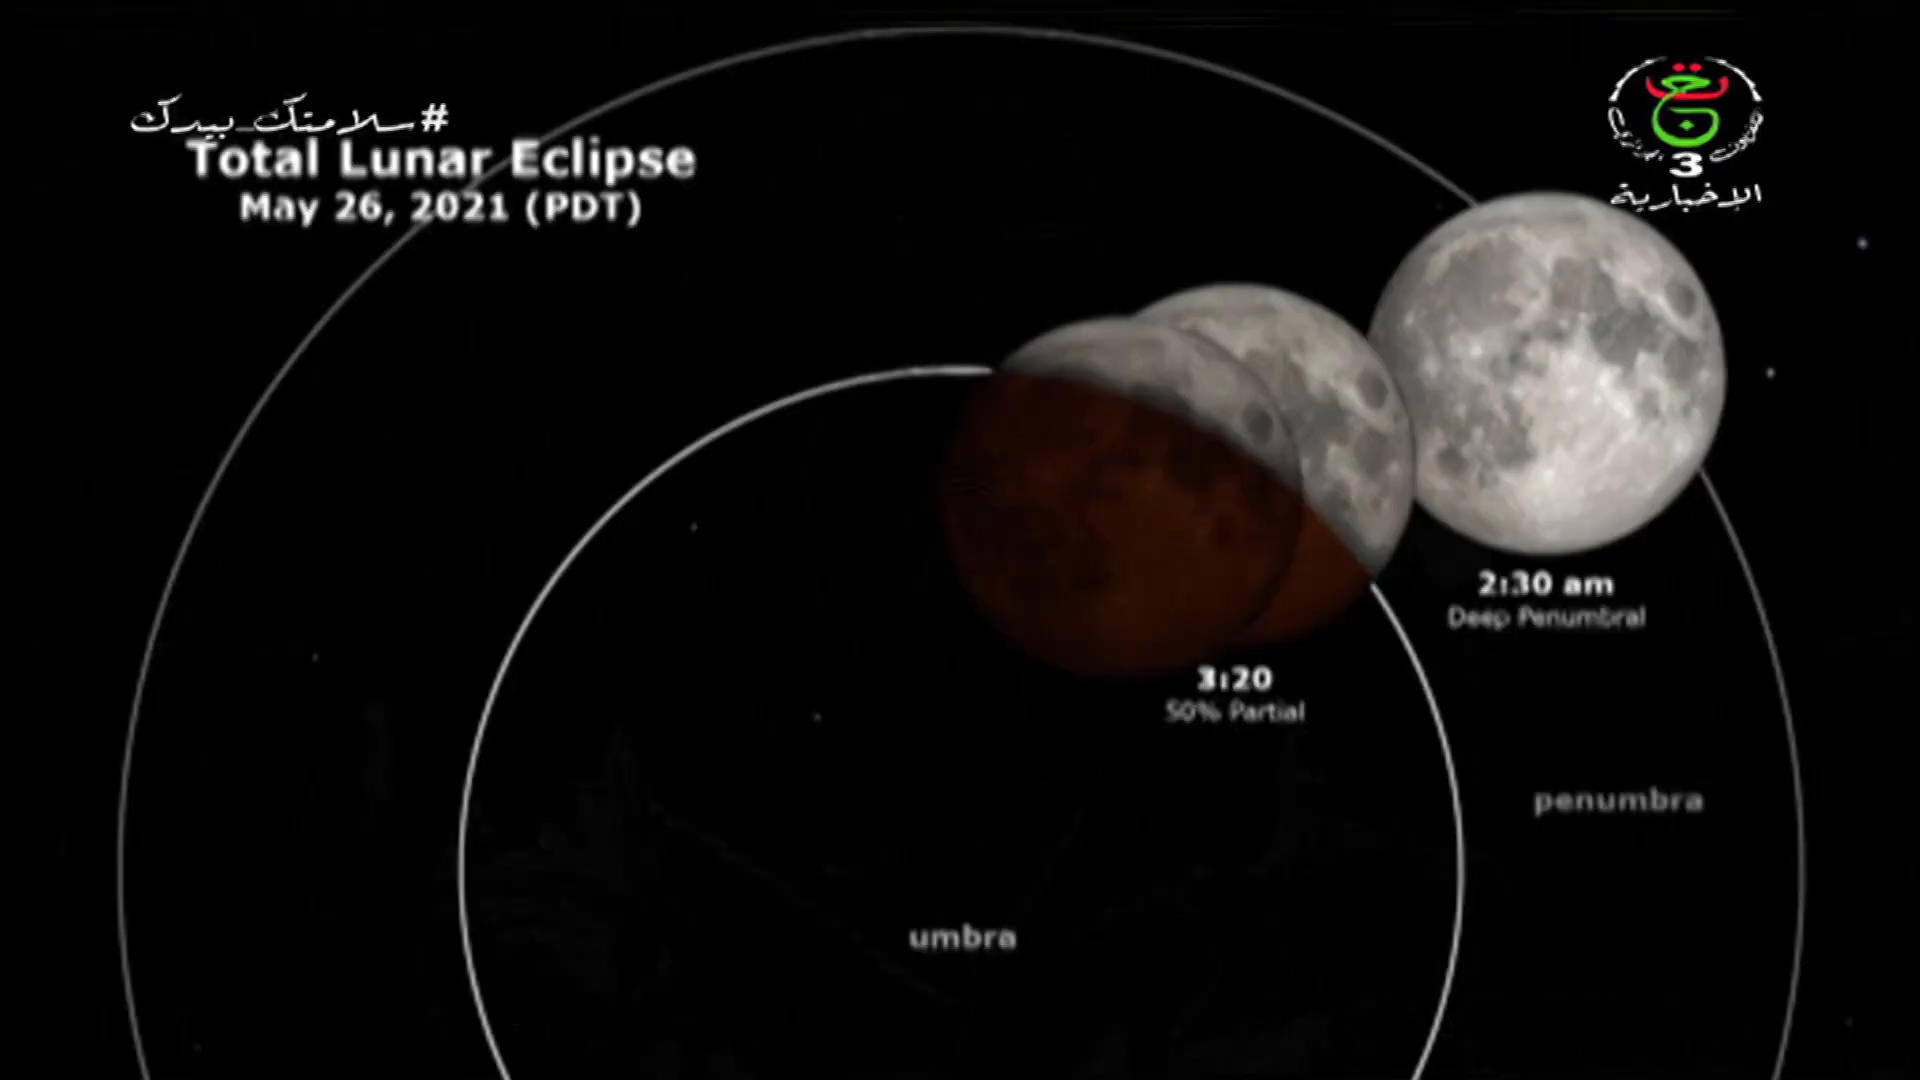 #سلامتك_بيدك
Total Lunar Eclipse
May 26, 2021 (PDT)
3
الإخبارية
2:30 am
Deep Penumbral
3:20
50% Partial
penumbra
umbra